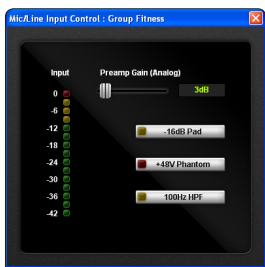 Mic/Line Input Control : Group Fitness
Input
Preamp Gain (Analog)
0
3dB
-6
-12
-16dB Pad
-18
-24
+48V Phantom
-30
-36
100Hz HPF
-42